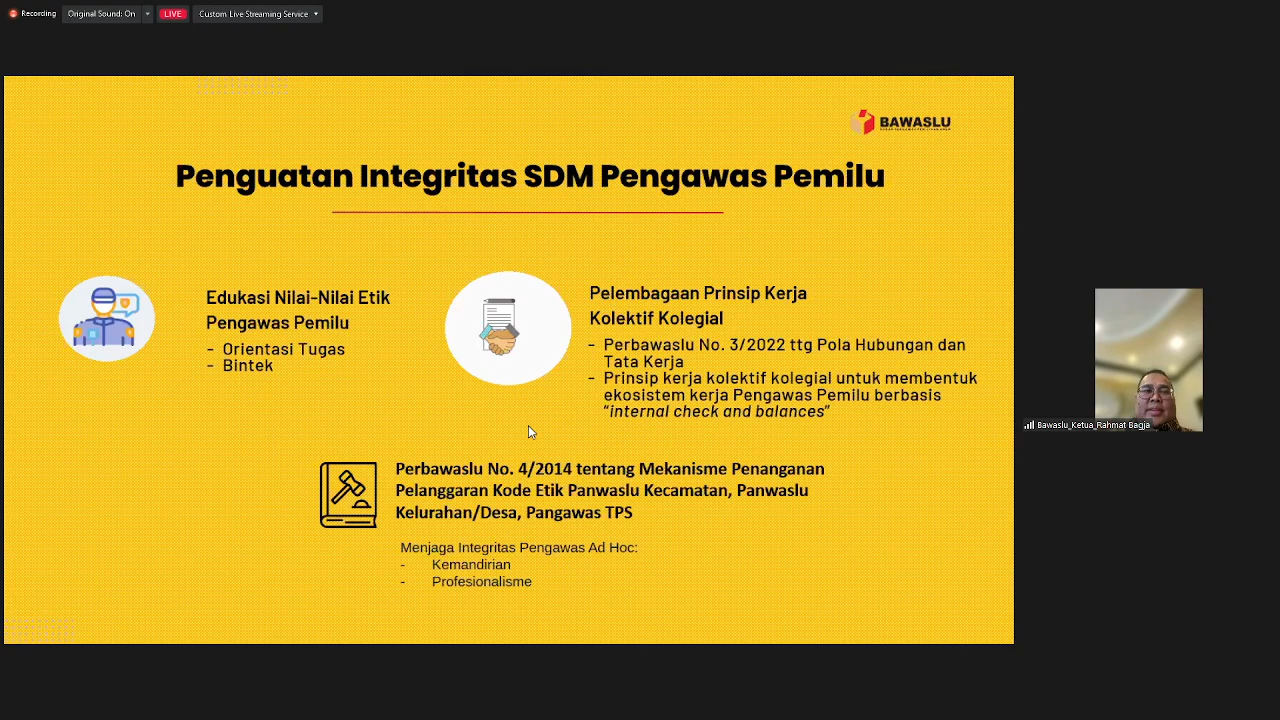 Recording
Original Sound: On
LIVE
Custom Live Streaming Service
BAWASLU
Penguatan Integritas SDM Pengawas Pemilu
Edukasi Nilai-Nilai Etik
Pengawas Pemilu
- Orientasi Tugas
- Bintek
Pelembagaan Prinsip Kerja
Kolektif Kolegial
- Perbawaslu No. 3/2022 ttg Pola Hubungan dan
Tata Kerja
- Prinsip kerja kolektif kolegial untuk membentuk
ekosistem kerja Pengawas Pemilu berbasis
“internal check and balances”
Perbawaslu No. 4/2014 tentang Mekanisme Penanganan
Pelanggaran Kode Etik Panwaslu Kecamatan, Panwaslu
Kelurahan/Desa, Pangawas TPS
Menjaga Integritas Pengawas Ad Hoc:
- Kemandirian
- Profesionalisme
Bawaslu_Ketua_Rahmat Bagja